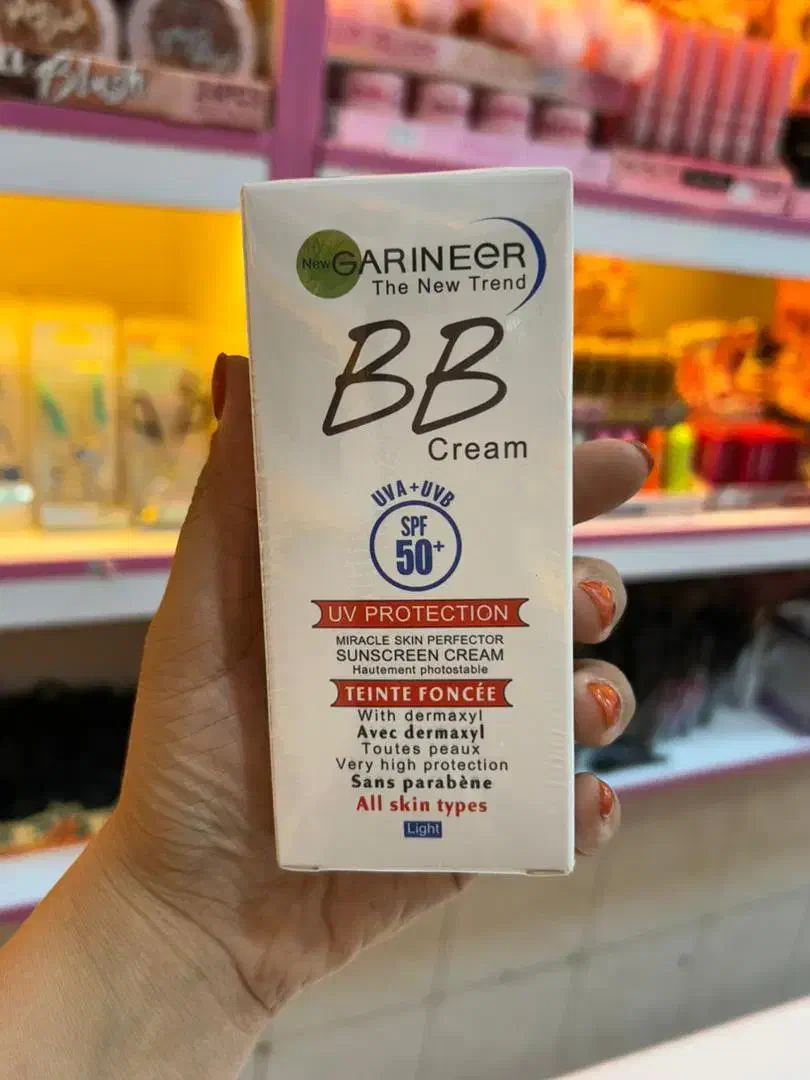 Blush
New GARINEER
The New Trend
BB
Cream
UVA+UVB
SPF
50+
UV PROTECTION
MIRACLE SKIN PERFECTOR
SUNSCREEN CREAM
Hautement photostable
TEINTE FONCÉE
With dermaxyl
Avec dermaxyl
Toutes peaux
Very high protection
Sans parabène
All skin types
Light